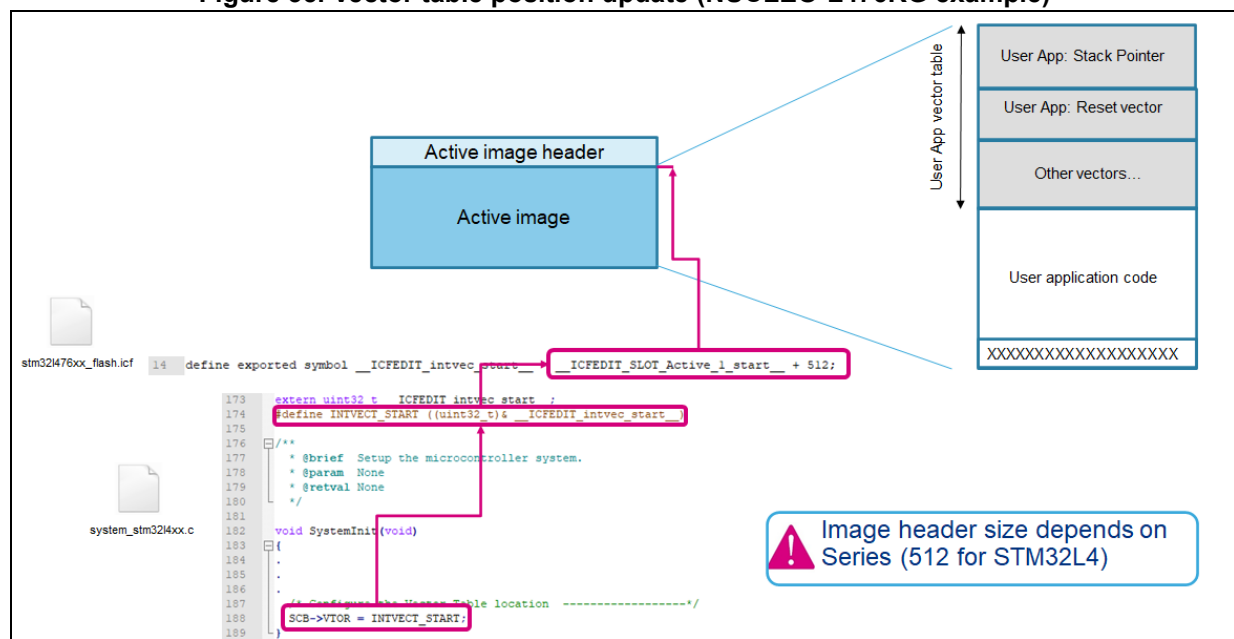 User App: Stack Pointer
User App: Reset vector
Other vectors...
User application code
XXXXXXXXXXXXXXXXXXX
User App vector table
Active image header
Active image
stm32l476xx_flash.icf
14 define exported symbol __ICFEDIT_intvec_start__ __ICFEDIT_SLOT_Active_1_start__ + 512;
173 extern uint32_t __ICFEDIT_intvec_start__;
174 #define INTVECT_START ((uint32_t)& __ICFEDIT_intvec_start__)
175
176 /**
177 * @brief Setup the microcontroller system.
178 * @param None
179 * @retval None
180 */
181
system_stm32l4xx.c
182 void SystemInit(void)
183 {
184 .
185 .
186 .
187 /* Configure the Vector Table location ------------------*/
188 SCB->VTOR = INTVECT_START;
189 }
Image header size depends on
Series (512 for STM32L4)